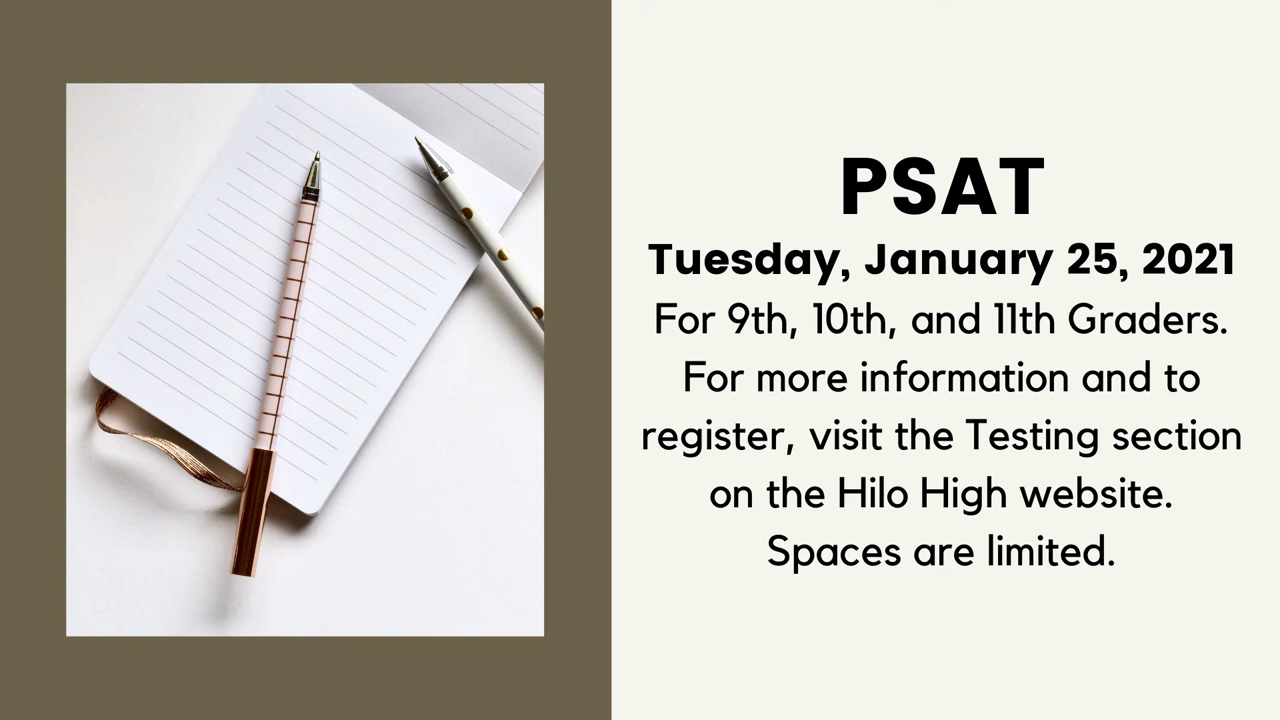 PSAT
Tuesday, January 25, 2021
For 9th, 10th, and 11th Graders.
For more information and to
register, visit the Testing section
on the Hilo High website.
Spaces are limited.